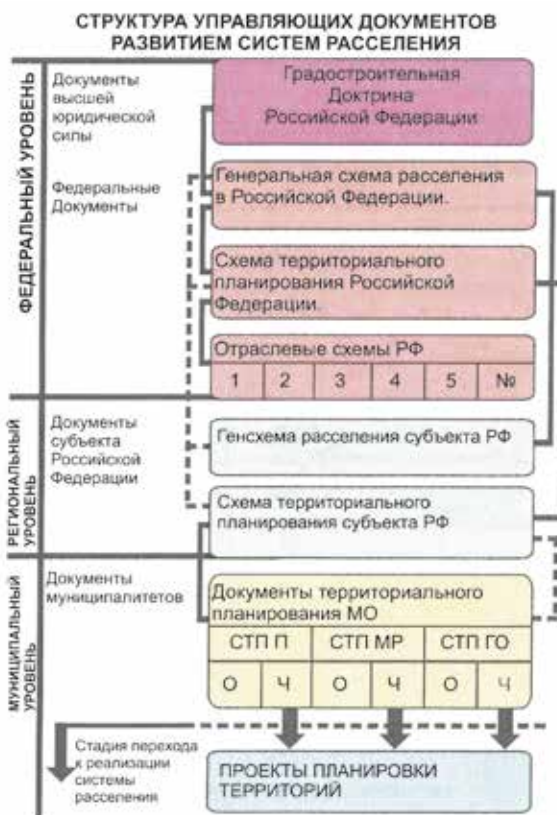 СТРУКТУРА УПРАВЛЯЮЩИХ ДОКУМЕНТОВ
РАЗВИТИЕМ СИСТЕМ РАССЕЛЕНИЯ
ФЕДЕРАЛЬНЫЙ УРОВЕНЬ
Документы
высшей
юридической
силы
Градостроительная
Доктрина
Российской Федерации
Федеральные
Документы
Генеральная схема расселения
в Российской Федерации.
Схема территориального
планирования Российской
Федерации.
Отраслевые схемы РФ
1 2 3 4 5 №
РЕГИОНАЛЬНЫЙ
УРОВЕНЬ
Документы
субъекта
Российской
Федерации
Генсхема расселения субъекта РФ
Схема территориального
планирования субъекта РФ
МУНИЦИПАЛЬНЫЙ
УРОВЕНЬ
Документы
муниципалитетов
Документы территориального
планирования МО
СТП П СТП МР СТП ГО
О Ч О Ч О Ч
Стадия перехода
к реализации
системы
расселения
ПРОЕКТЫ ПЛАНИРОВКИ
ТЕРРИТОРИЙ